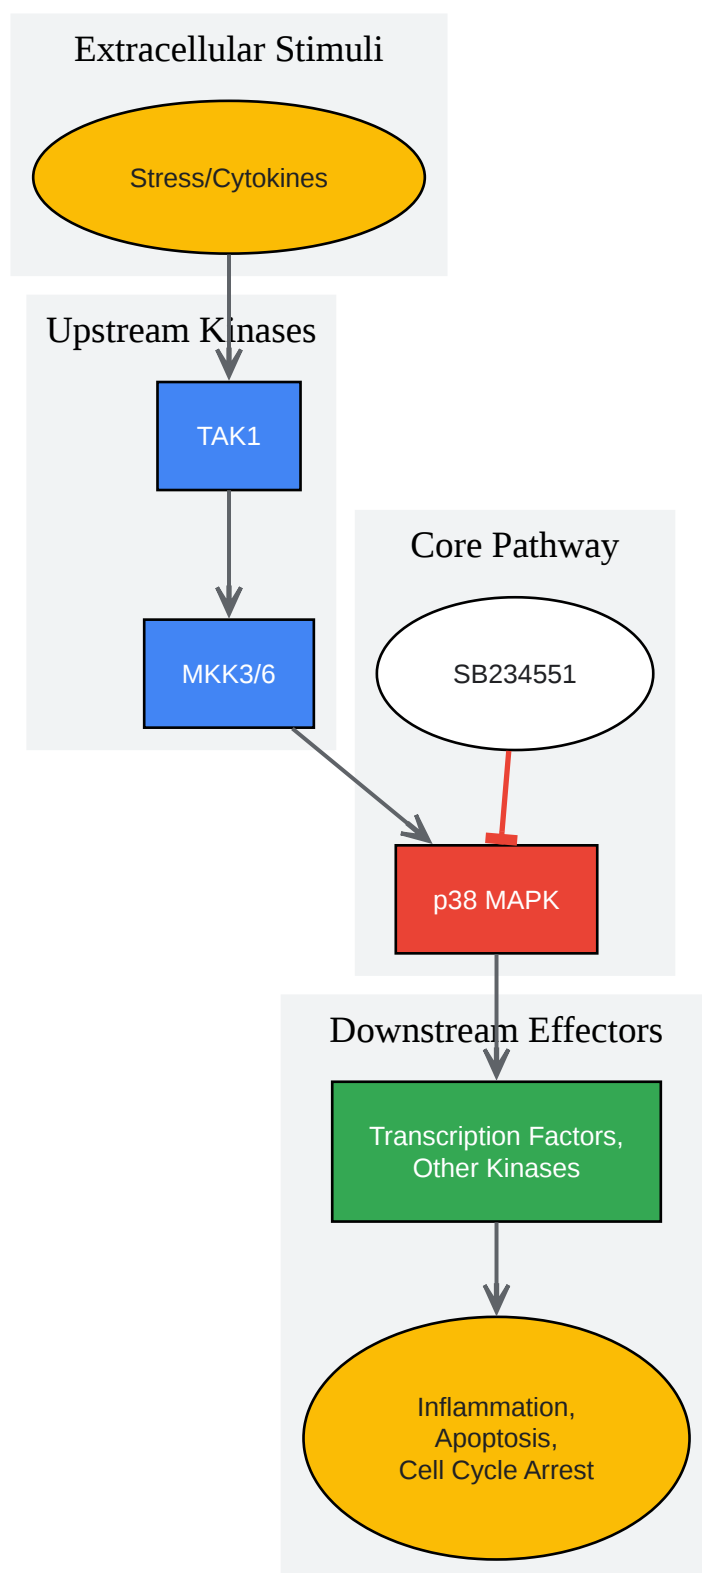 Extracellular Stimuli
Stress/Cytokines
Upstream Kinases
TAK1
MKK3/6
Core Pathway
SB234551
p38 MAPK
Downstream Effectors
Transcription Factors,
Other Kinases
Inflammation,
Apoptosis,
Cell Cycle Arrest